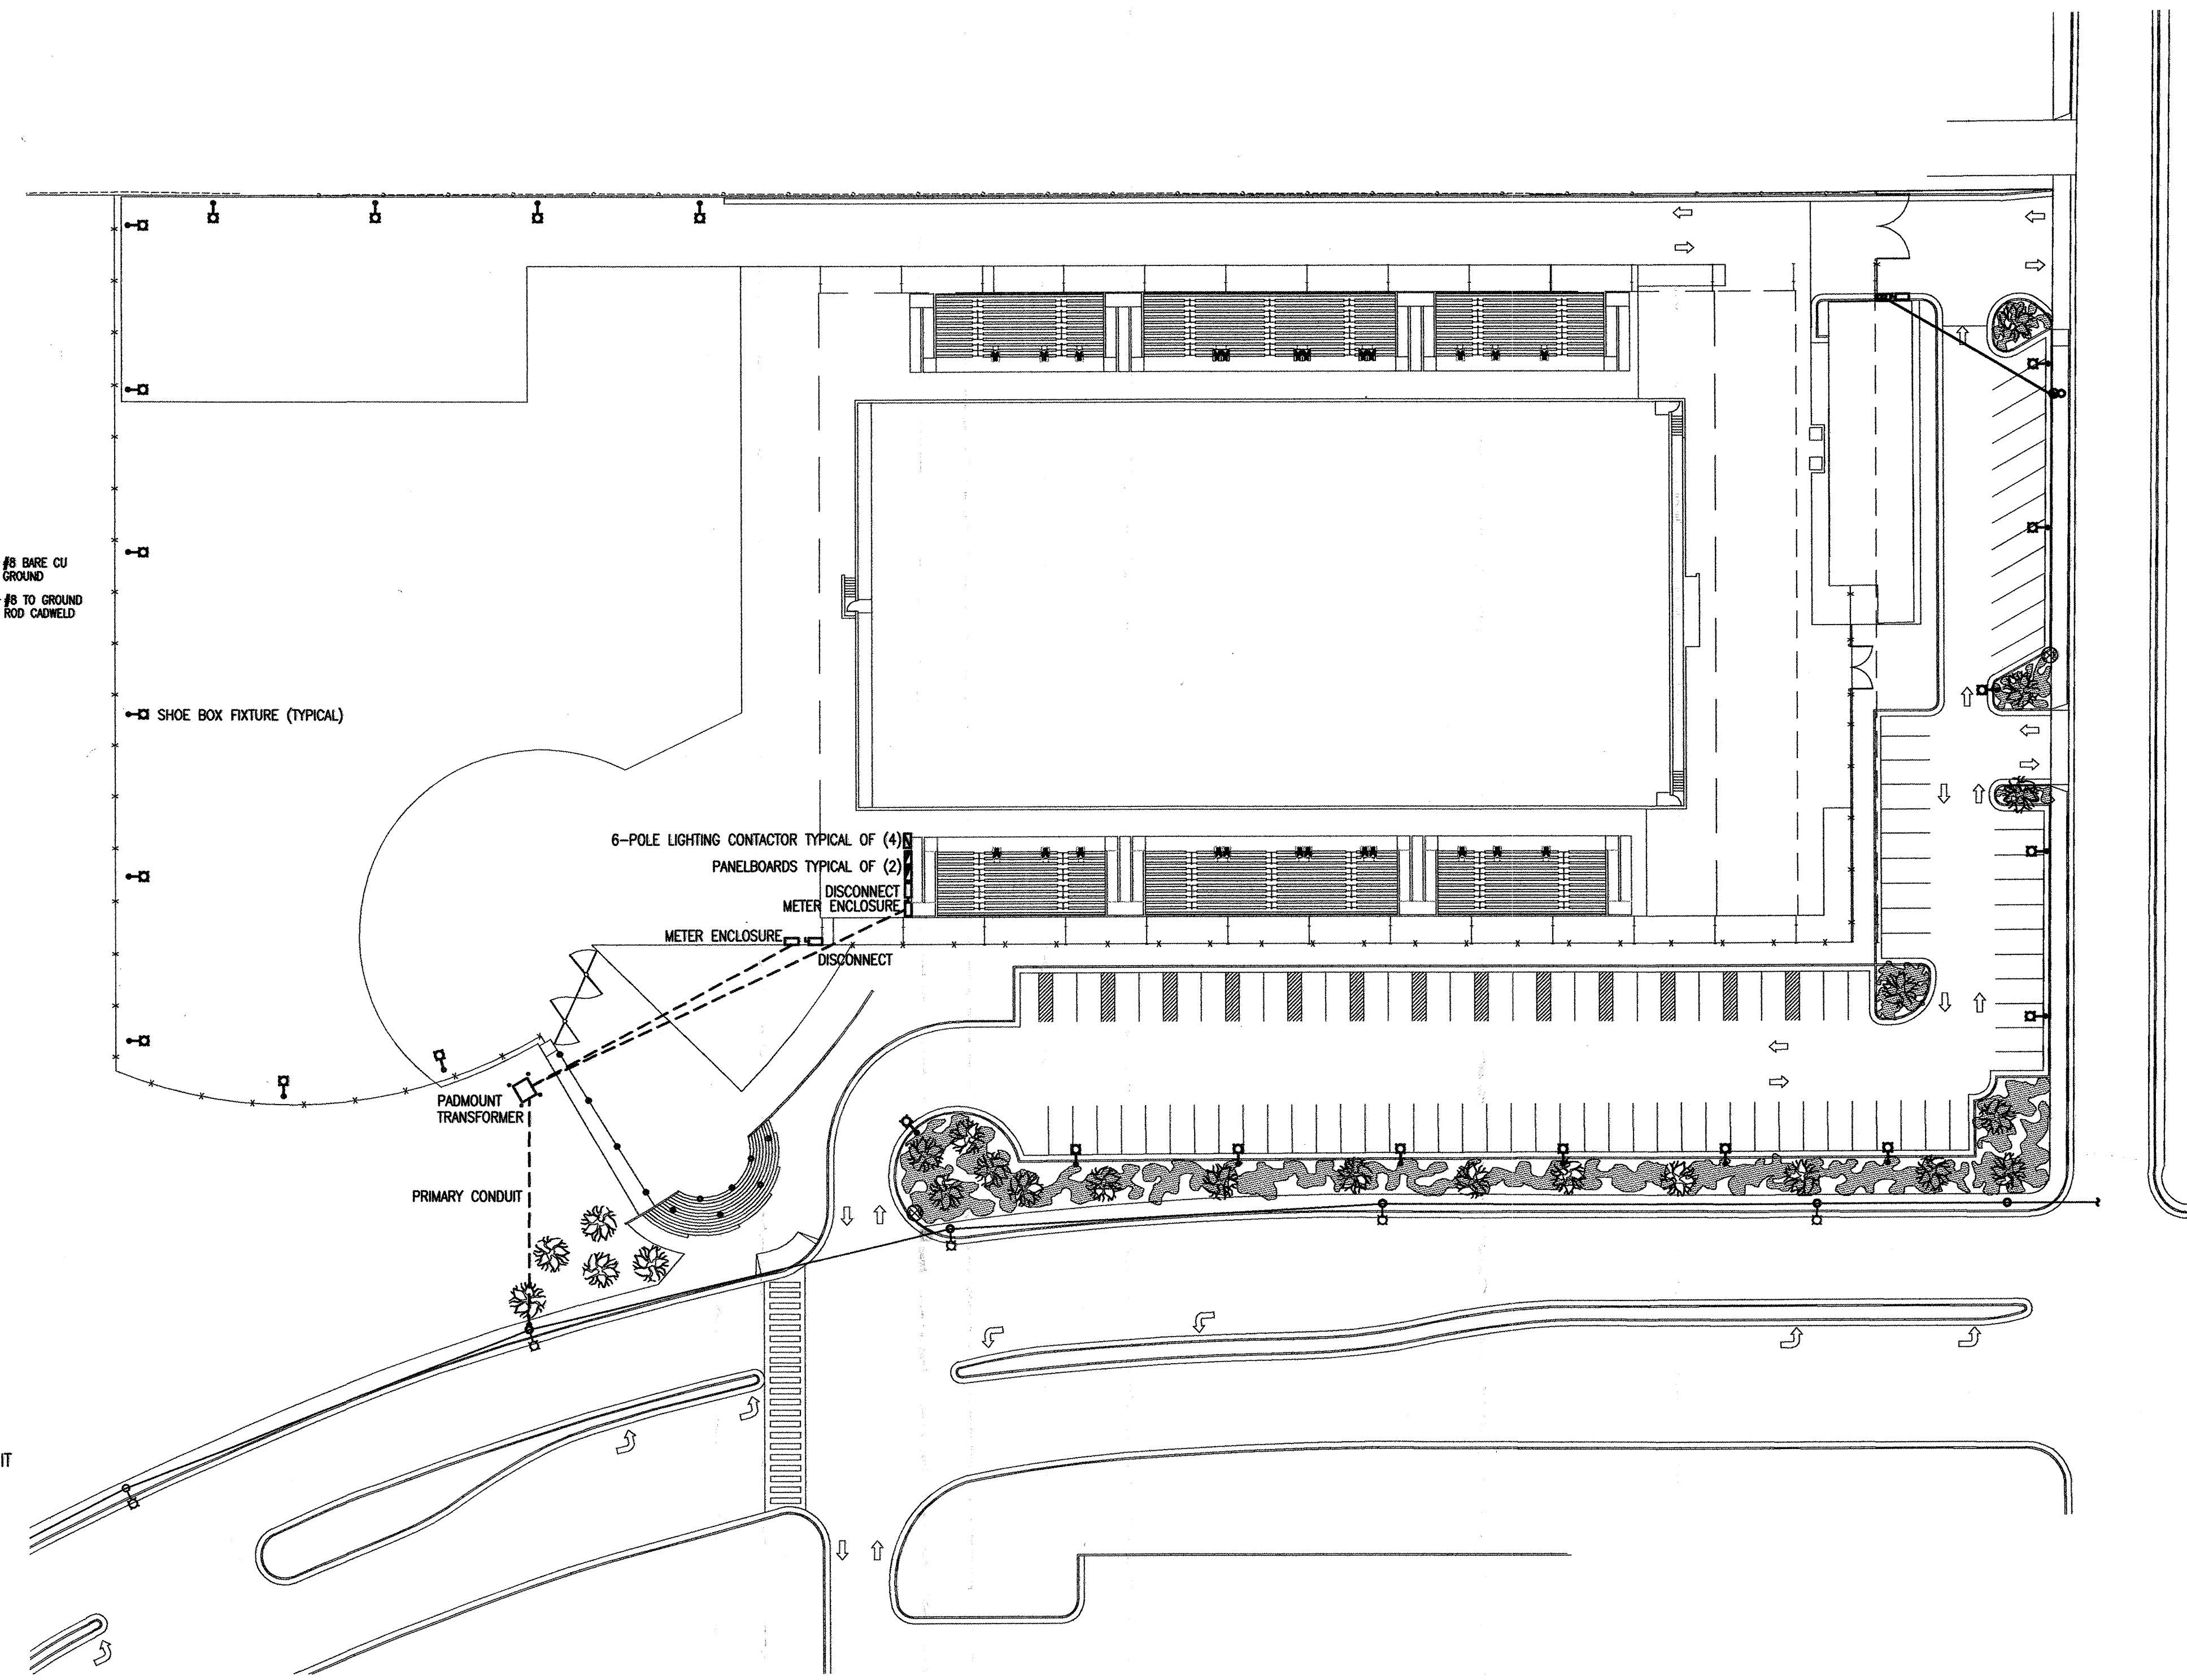 #8 BARE CU
GROUND
#8 TO GROUND
ROD CADWELD
SHOE BOX FIXTURE (TYPICAL)
6-POLE LIGHTING CONTACTOR TYPICAL OF (4)
PANELBOARDS TYPICAL OF (2)
DISCONNECT
METER ENCLOSURE
METER ENCLOSURE
DISCONNECT
PADMOUNT
TRANSFORMER
PRIMARY CONDUIT
IT